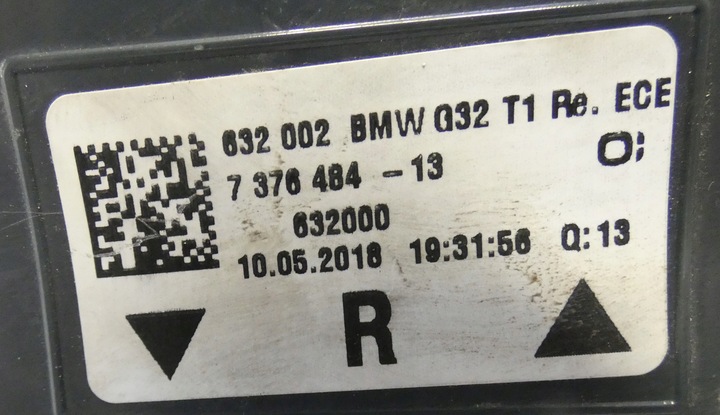 632 002 BMW G32 T1 Re. ECE
7 376 484 -13
632000
10.05.2018 19:31:56 Q:13
R